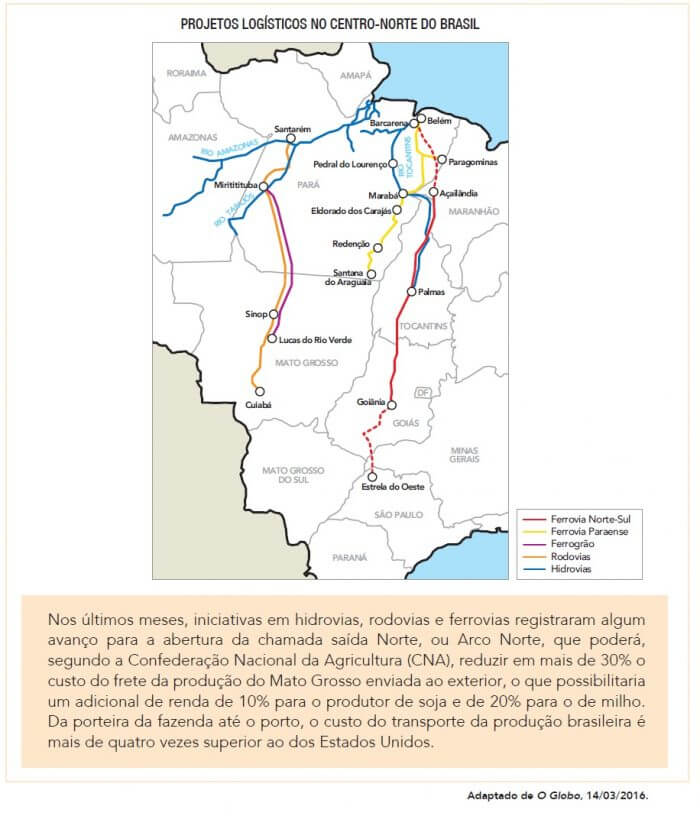 PROJETOS LOGÍSTICOS NO CENTRO-NORTE DO BRASIL
RORAIMA
AMAPÁ
Barcarena
Belém
Santarém
AMAZONAS
RIO AMAZONAS
Pedral do Lourenço
RIO TOCANTINS
Paragominas
Mirititituba
PARÁ
RIO TAPAJÓS
Marabá
Açailândia
Eldorado dos Carajás
MARANHÃO
Redenção
Santana
do Araguaia
Palmas
Sinop
TOCANTINS
Lucas do Rio Verde
MATO GROSSO
Cuiabá
Goiânia
DF
GOIÁS
MINAS
GERAIS
MATO GROSSO
DO SUL
Estrela do Oeste
SÃO PAULO
PARANÁ
Ferrovia Norte-Sul
Ferrovia Paraense
Ferrogrão
Rodovias
Hidrovias
Nos últimos meses, iniciativas em hidrovias, rodovias e ferrovias registraram algum
avanço para a abertura da chamada saída Norte, ou Arco Norte, que poderá,
segundo a Confederação Nacional da Agricultura (CNA), reduzir em mais de 30% o
custo do frete da produção do Mato Grosso enviada ao exterior, o que possibilitaria
um adicional de renda de 10% para o produtor de soja e de 20% para o de milho.
Da porteira da fazenda até o porto, o custo do transporte da produção brasileira é
mais de quatro vezes superior ao dos Estados Unidos.
Adaptado de O Globo, 14/03/2016.